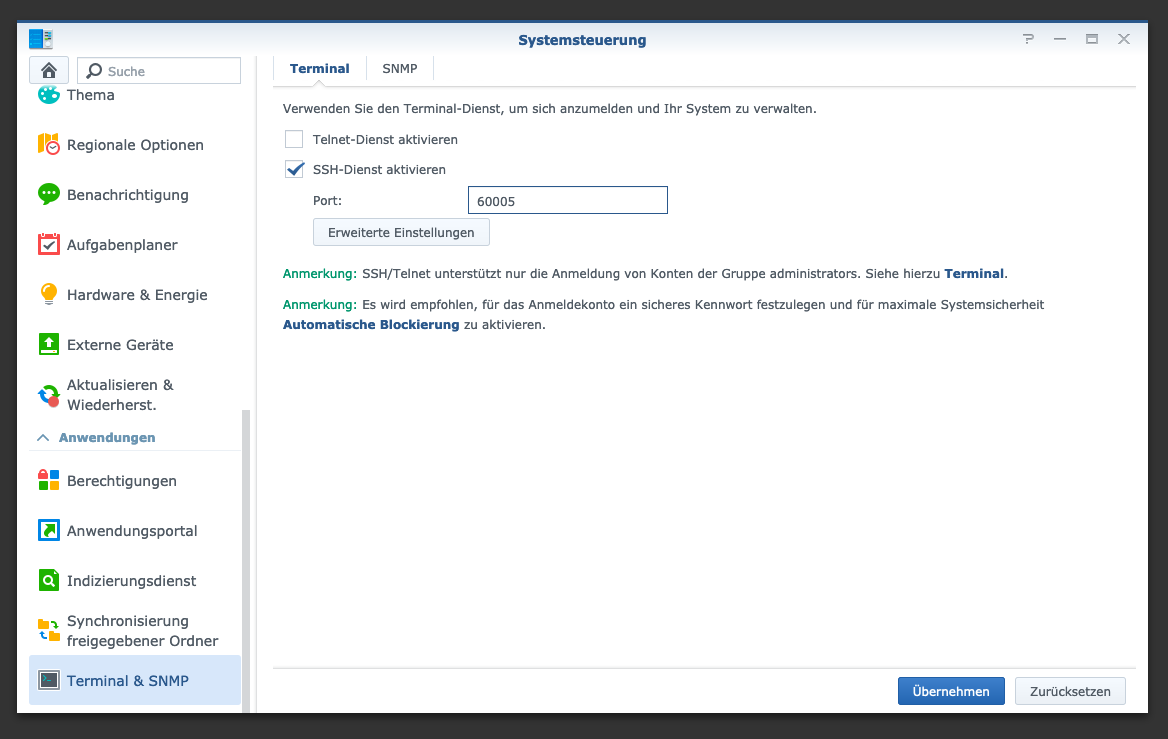 Systemsteuerung
Suche
Thema
Regionale Optionen
Benachrichtigung
Aufgabenplaner
Hardware & Energie
Externe Geräte
Aktualisieren &
Wiederherst.
Anwendungen
Berechtigungen
Anwendungsportal
Indizierungsdienst
Synchronisierung
freigegebener Ordner
Terminal & SNMP
Terminal
SNMP
Verwenden Sie den Terminal-Dienst, um sich anzumelden und Ihr System zu verwalten.
Telnet-Dienst aktivieren
SSH-Dienst aktivieren
Port: 60005
Erweiterte Einstellungen
Anmerkung: SSH/Telnet unterstützt nur die Anmeldung von Konten der Gruppe administrators. Siehe hierzu Terminal.
Anmerkung: Es wird empfohlen, für das Anmeldekonto ein sicheres Kennwort festzulegen und für maximale Systemsicherheit
Automatische Blockierung zu aktivieren.
Übernehmen
Zurücksetzen